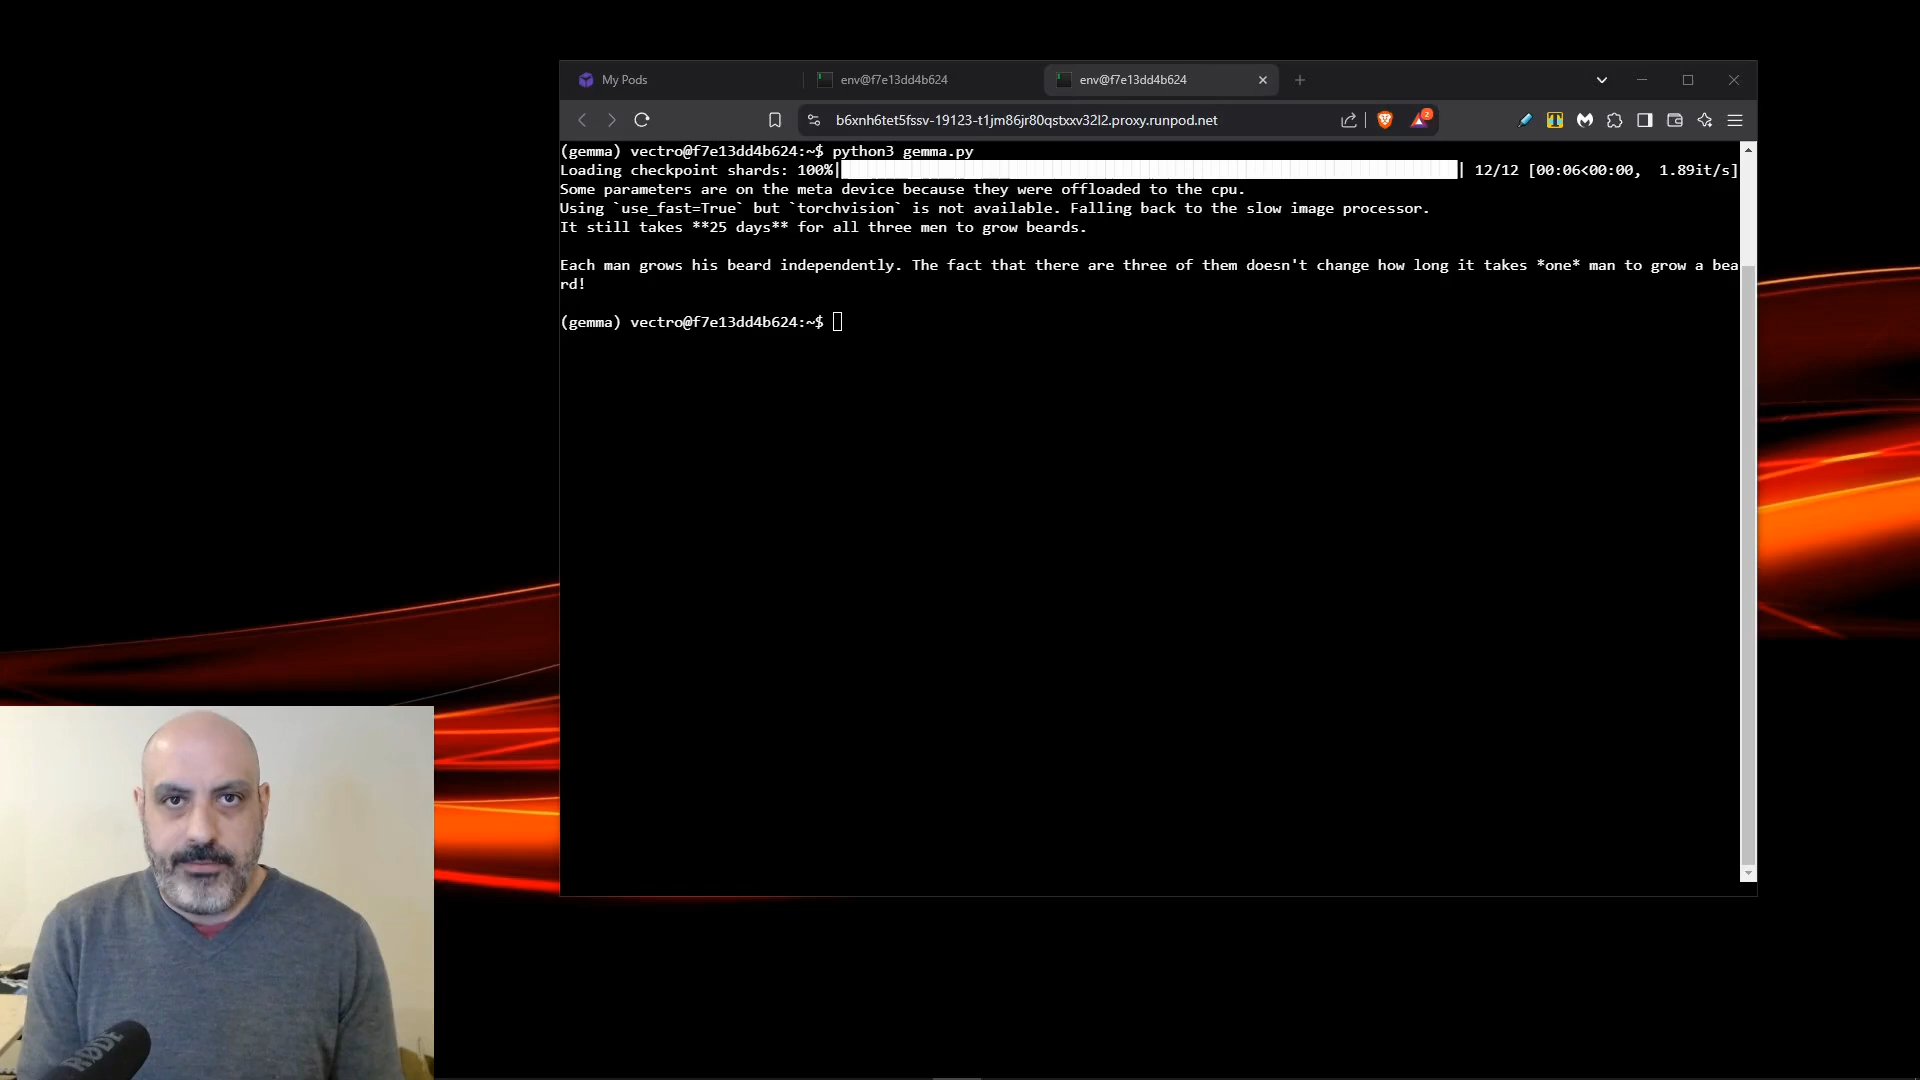 My Pods
env@f7e13dd4b624
env@f7e13dd4b624
b6xnh6tet5fssv-19123-t1jm86jr80qstxxv32l2.proxy.runpod.net
2
(gemma) vectro@f7e13dd4b624:~$ python3 gemma.py
Loading checkpoint shards: 100%| | 12/12 [00:06<00:00, 1.89it/s]
Some parameters are on the meta device because they were offloaded to the cpu.
Using `use_fast=True` but `torchvision` is not available. Falling back to the slow image processor.
It still takes **25 days** for all three men to grow beards.
Each man grows his beard independently. The fact that there are three of them doesn't change how long it takes *one* man to grow a bea
rd!
(gemma) vectro@f7e13dd4b624:~$
RØDE